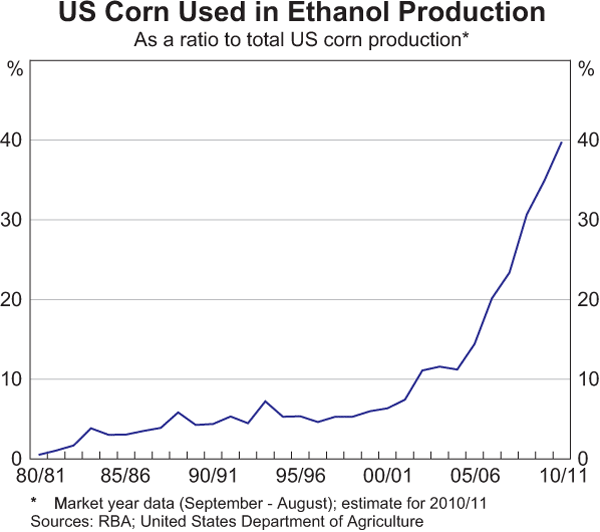 US Corn Used in Ethanol Production
As a ratio to total US corn production*
% %
40 40
30 30
20 20
10 10
0 0
80/81 85/86 90/91 95/96 00/01 05/06 10/11
* Market year data (September - August); estimate for 2010/11
Sources: RBA; United States Department of Agriculture